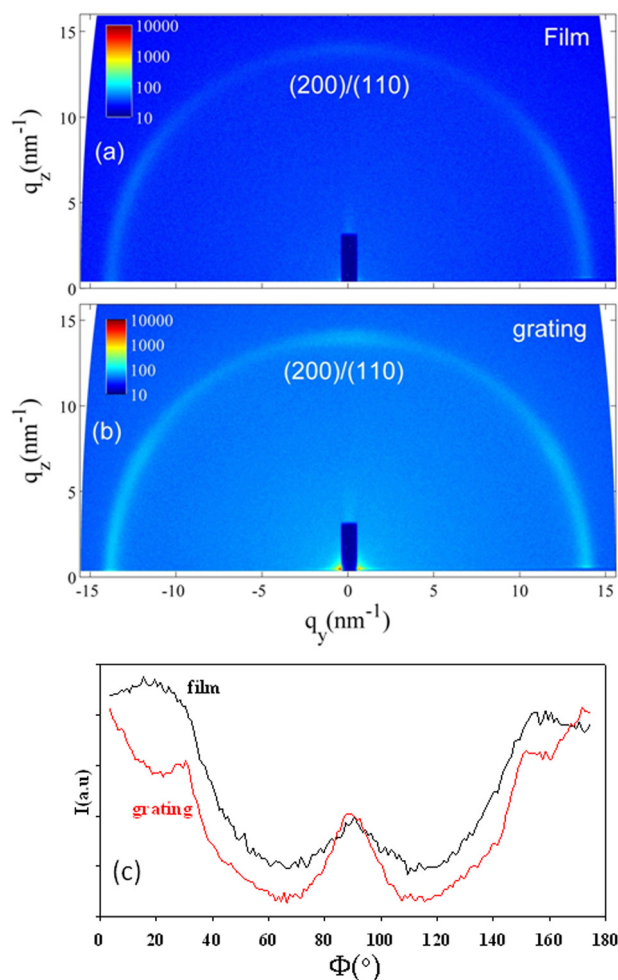 10000
1000
100
10
Film
(200)/(110)
(a)
q_z(nm⁻¹)
15
10
5
0
10000
1000
100
10
grating
(200)/(110)
(b)
q_z(nm⁻¹)
15
10
5
0
-15 -10 -5 0 5 10 15
q_y(nm⁻¹)
film
grating
I(a.u)
(c)
0 20 40 60 80 100 120 140 160 180
Φ(°)